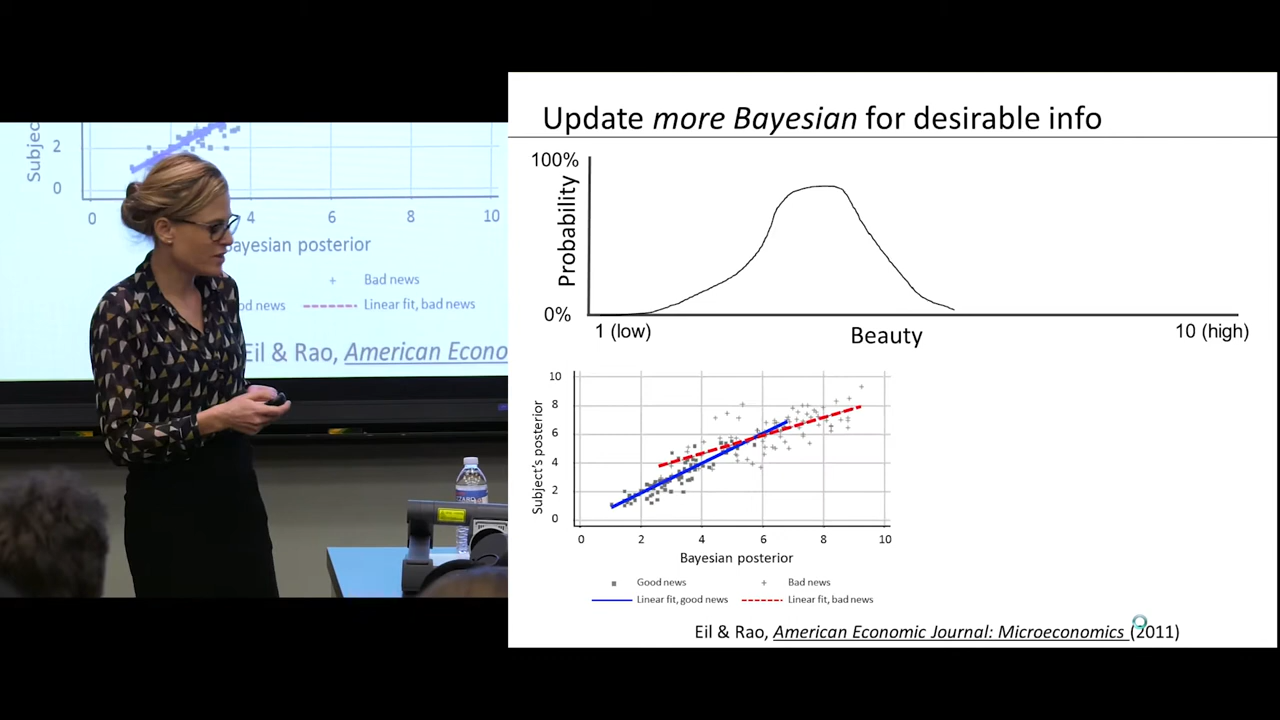 Subjec
2
0
0
4
6
8
10
Bayesian posterior
+ Bad news
od news
Linear fit, bad news
Eil & Rao, American Econo
Update more Bayesian for desirable info
100%
Probability
0%
1 (low)
Beauty
10 (high)
10
8
6
4
2
0
Subject's posterior
0 2 4 6 8 10
Bayesian posterior
Good news
+ Bad news
Linear fit, good news
Linear fit, bad news
Eil & Rao, American Economic Journal: Microeconomics (2011)